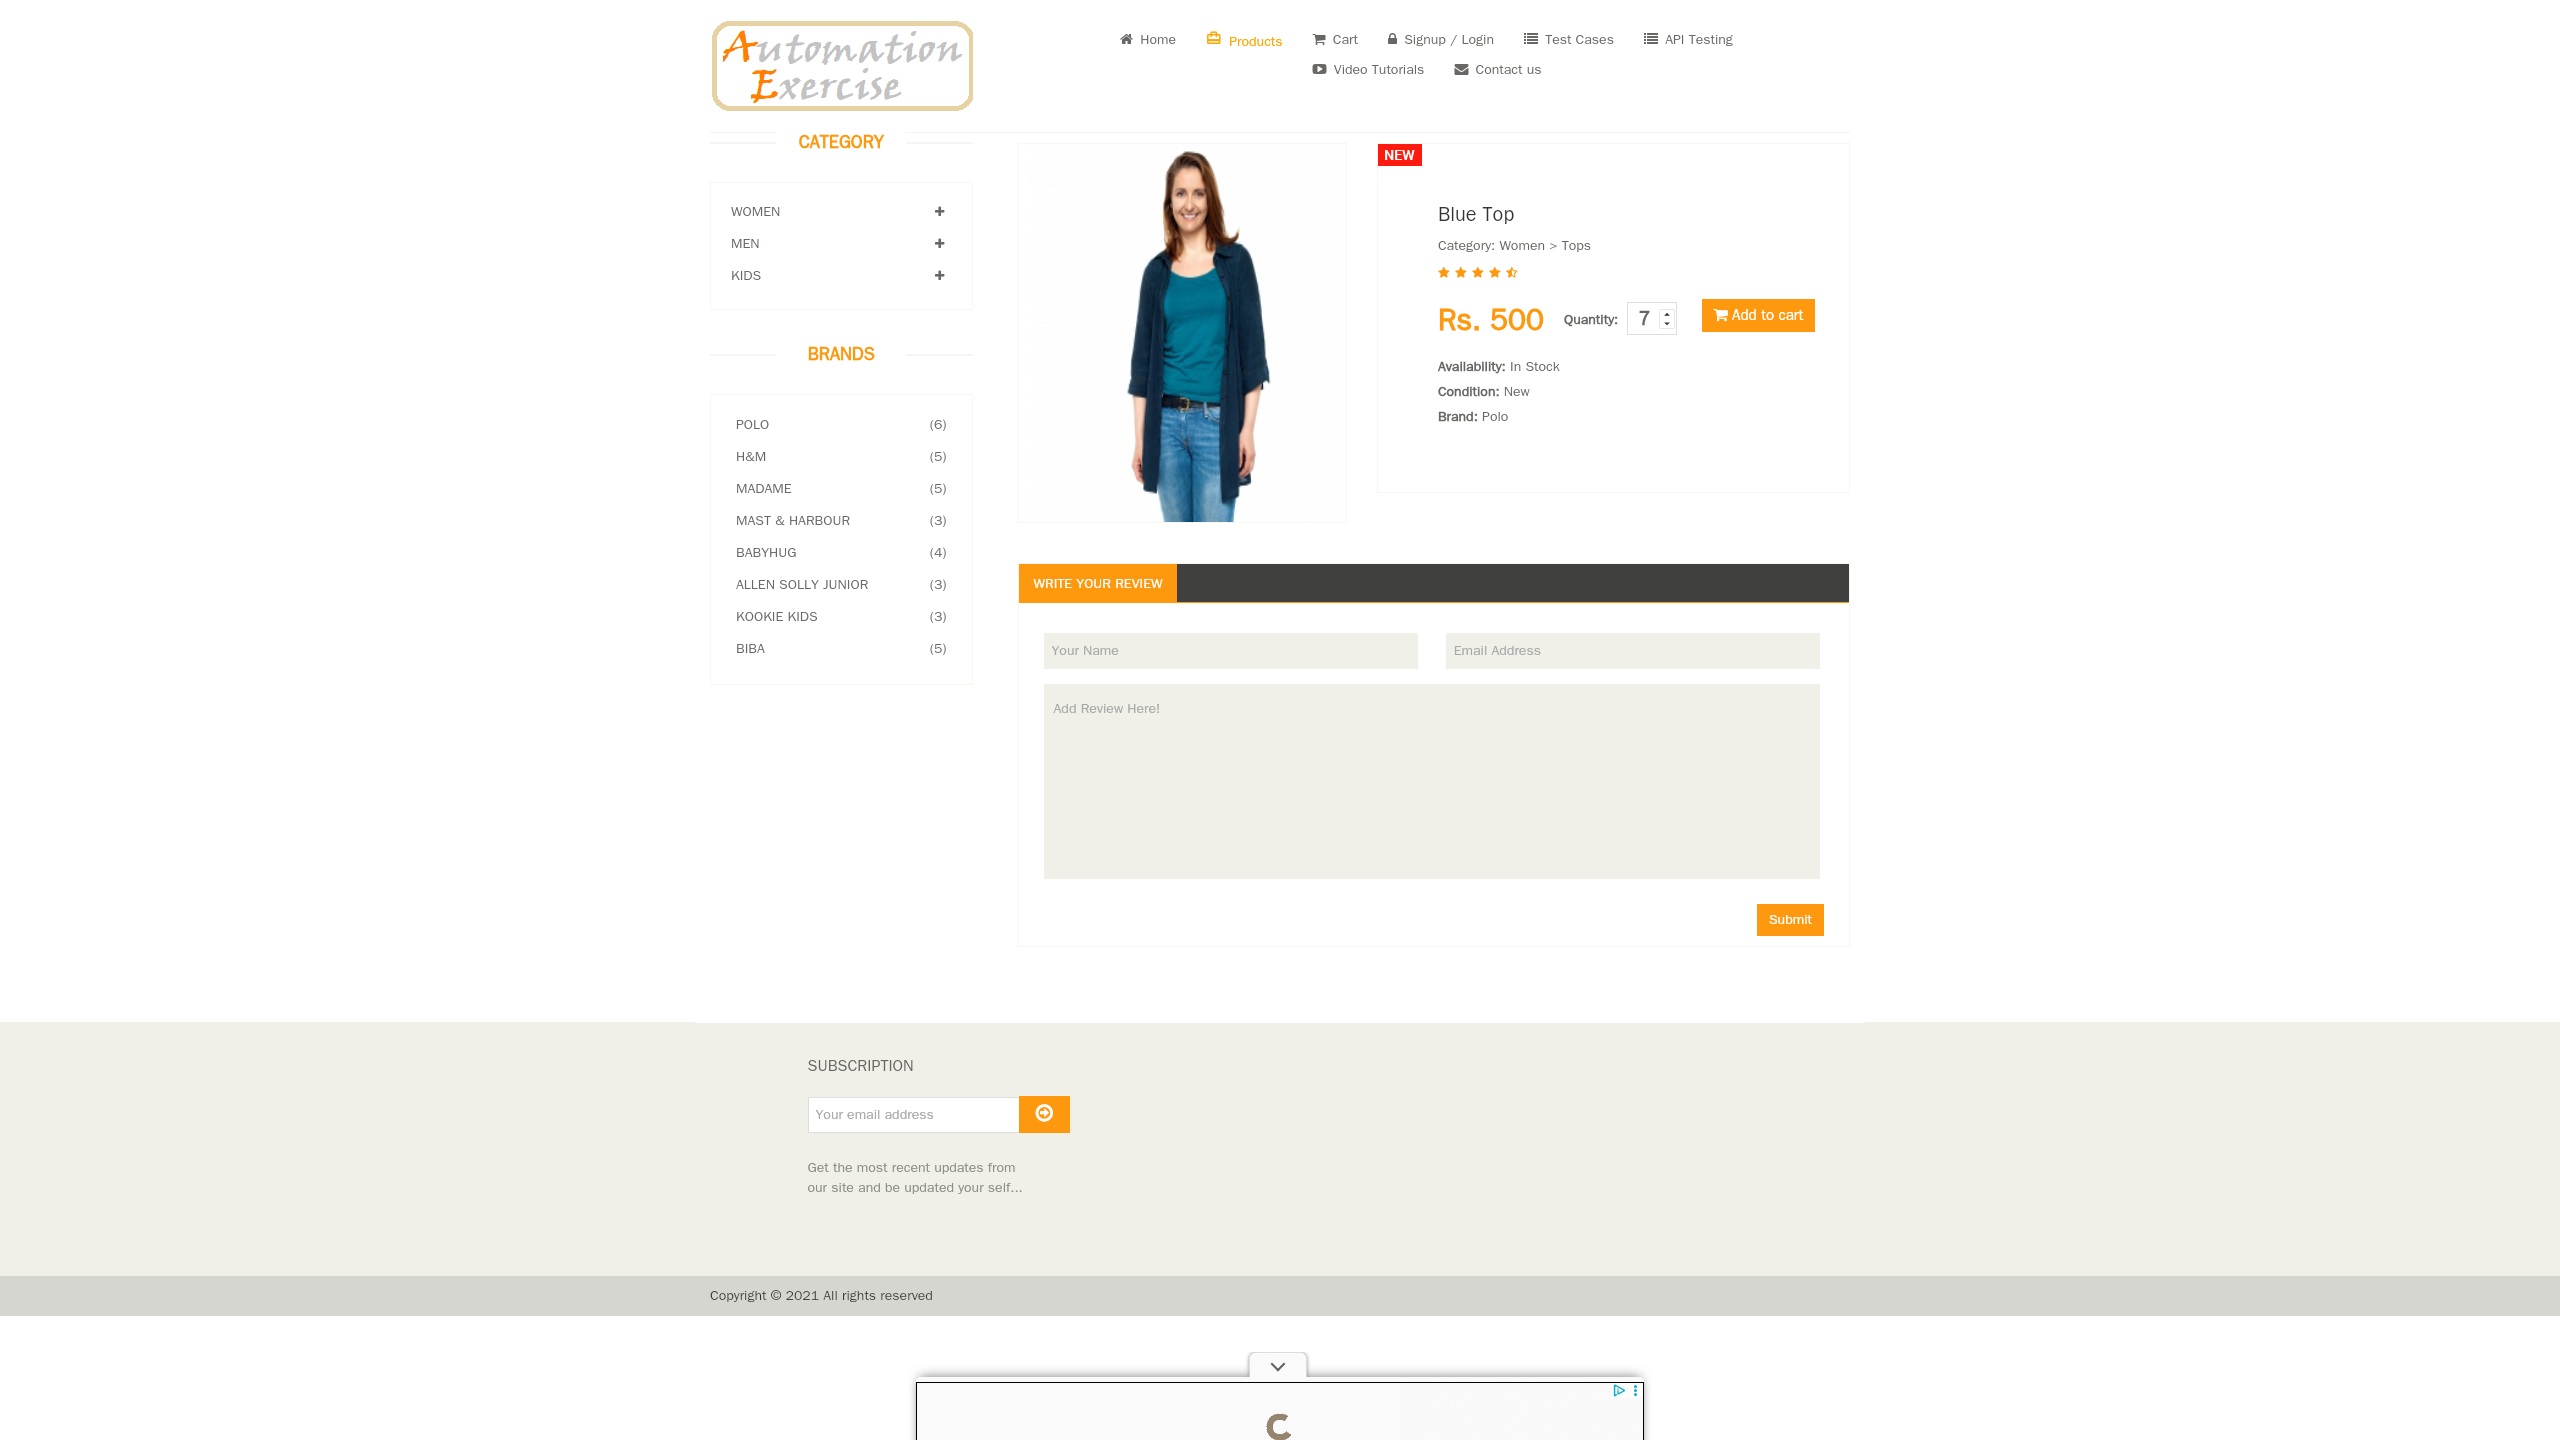 Automation
Exercise
Home
Products
Cart
Signup / Login
Test Cases
API Testing
Video Tutorials
Contact us
CATEGORY
WOMEN
MEN
KIDS
BRANDS
POLO (6)
H&M (5)
MADAME (5)
MAST & HARBOUR (3)
BABYHUG (4)
ALLEN SOLLY JUNIOR (3)
KOOKIE KIDS (3)
BIBA (5)
NEW
Blue Top
Category: Women > Tops
Rs. 500 Quantity: 7 Add to cart
Availability: In Stock
Condition: New
Brand: Polo
WRITE YOUR REVIEW
Your Name
Email Address
Add Review Here!
Submit
SUBSCRIPTION
Your email address
Get the most recent updates from
our site and be updated your self...
Copyright © 2021 All rights reserved